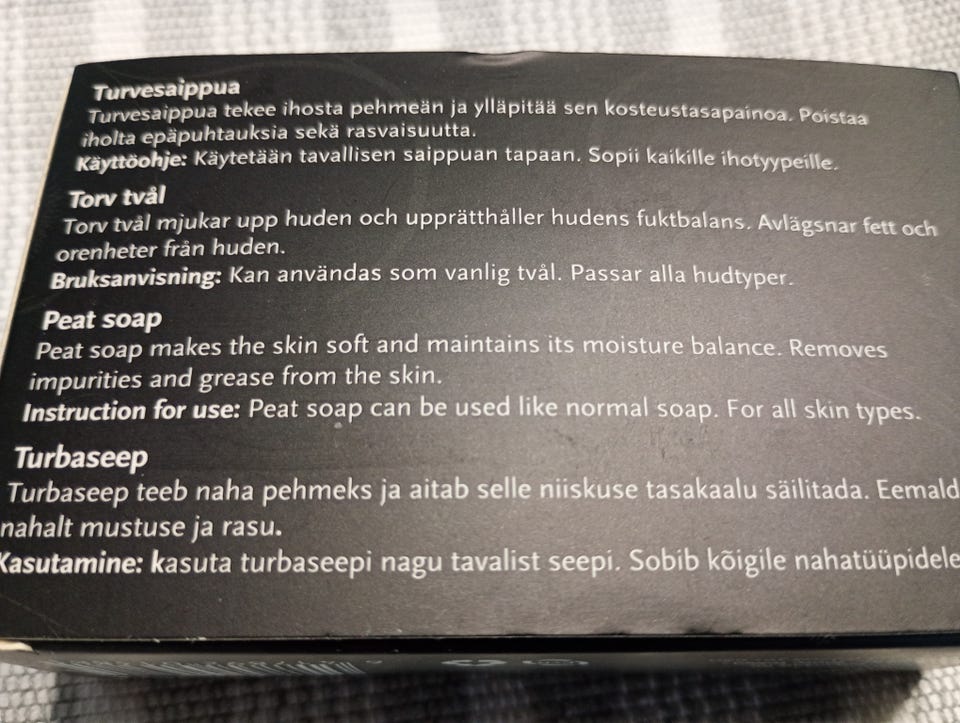 Turvesaippua
Turvesaippua tekee ihosta pehmeän ja ylläpitää sen kosteustasapainoa. Poistaa
iholta epäpuhtauksia sekä rasvaisuutta.
Käyttöohje: Käytetään tavallisen saippuan tapaan. Sopii kaikille ihotyypeille.
Torv tvål
Torv tvål mjukar upp huden och upprätthåller hudens fuktbalans. Avlägsnar fett och
orenheter från huden.
Bruksanvisning: Kan användas som vanlig tvål. Passar alla hudtyper.
Peat soap
Peat soap makes the skin soft and maintains its moisture balance. Removes
impurities and grease from the skin.
Instruction for use: Peat soap can be used like normal soap. For all skin types.
Turbaseep
Turbaseep teeb naha pehmeks ja aitab selle niiskuse tasakaalu säilitada. Eemald
nahalt mustuse ja rasu.
Kasutamine: kasuta turbaseepi nagu tavalist seepi. Sobib kõigile nahatüüpidele